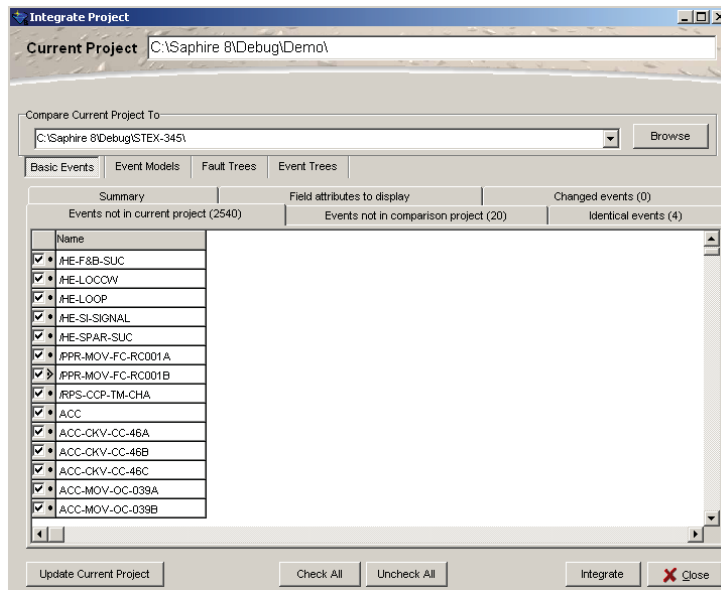 Integrate Project
Current Project C:\Saphire 8\Debug\Demo\
Compare Current Project To
C:\Saphire 8\Debug\STEX-345\ Browse
Basic Events Event Models Fault Trees Event Trees
Summary Field attributes to display Changed events (0)
Events not in current project (2540) Events not in comparison project (20) Identical events (4)
Name
/HE-F&B-SUC
/HE-LOCCW
/HE-LOOP
/HE-SI-SIGNAL
/HE-SPAR-SUC
/PPR-MOV-FC-RC001A
/PPR-MOV-FC-RC001B
/RPS-CCP-TM-CHA
ACC
ACC-CKV-CC-46A
ACC-CKV-CC-46B
ACC-CKV-CC-46C
ACC-MOV-OC-039A
ACC-MOV-OC-039B
Update Current Project Check All Uncheck All Integrate Close